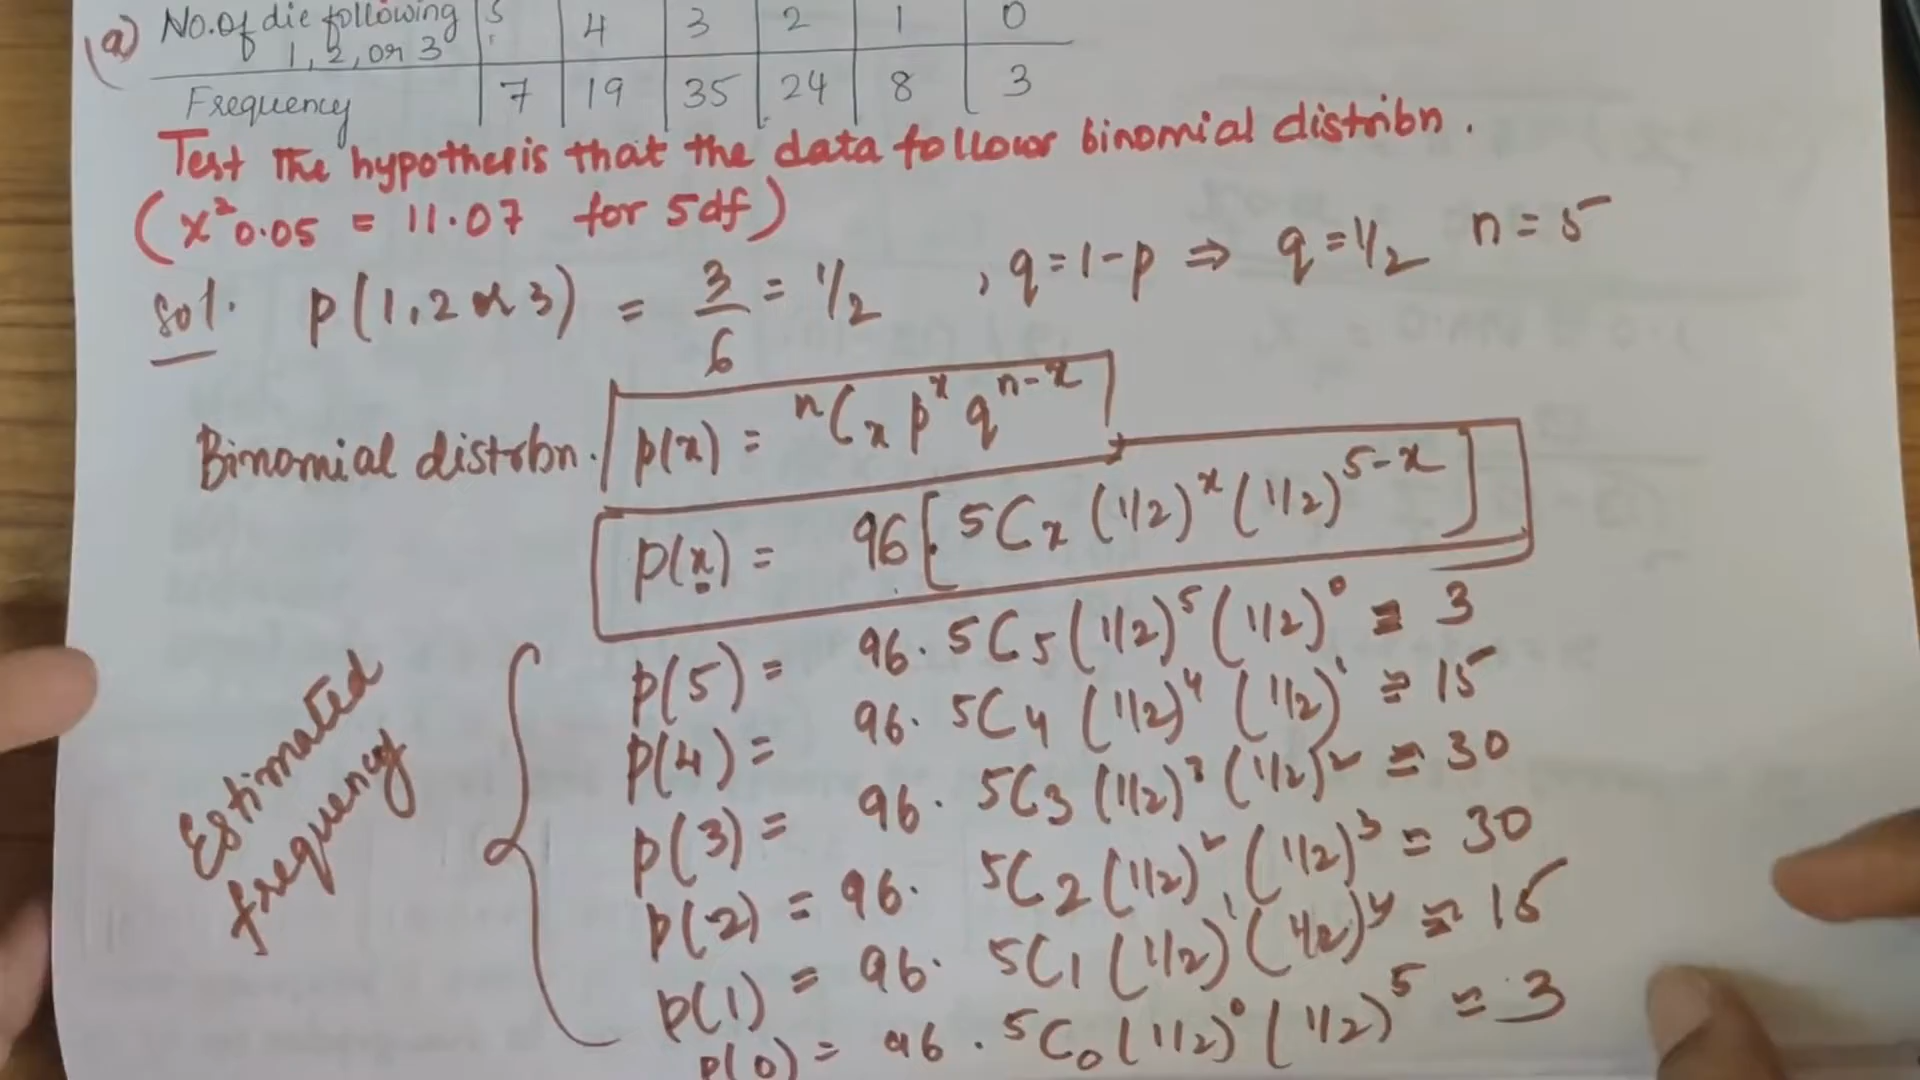 (a) No. of die following 5 4 3 2 1 0
1, 2, or 3
Frequency 7 19 35 24 8 3
Test the hypothesis that the data follows binomial distribn.
(x²0.05 = 11.07 for 5df)
Sol. p(1,2 or 3) = 3/6 = 1/2 , q=1-p ⇒ q=1/2 n=5
Binomial distrbn. p(x) = ⁿCₓ pˣ qⁿ⁻ˣ
p(x) = 96[5Cₓ (1/2)ˣ (1/2)⁵⁻ˣ]
Estimated frequency
p(5) = 96. 5C₅ (1/2)⁵ (1/2)⁰ = 3
p(4) = 96. 5C₄ (1/2)⁴ (1/2)¹ = 15
p(3) = 96. 5C₃ (1/2)³ (1/2)² = 30
p(2) = 96. 5C₂ (1/2)² (1/2)³ = 30
p(1) = 96. 5C₁ (1/2)¹ (1/2)⁴ = 15
p(0) = 96. 5C₀ (1/2)⁰ (1/2)⁵ = 3